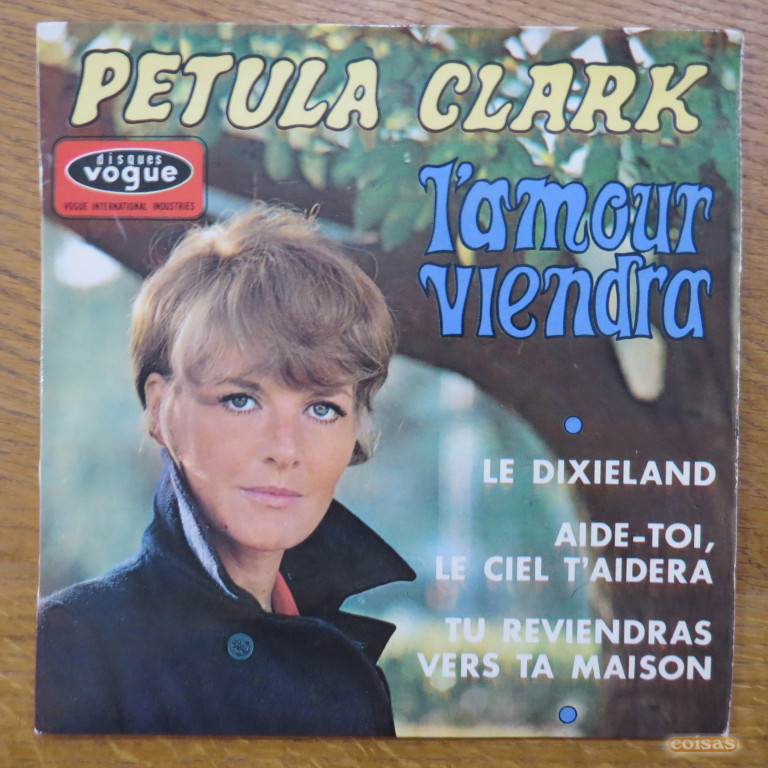 PETULA CLARK
disques
vogue
VOGUE INTERNATIONAL INDUSTRIES
l'amour
viendra
LE DIXIELAND
AIDE-TOI,
LE CIEL T'AIDERA
TU REVIENDRAS
VERS TA MAISON
coisas